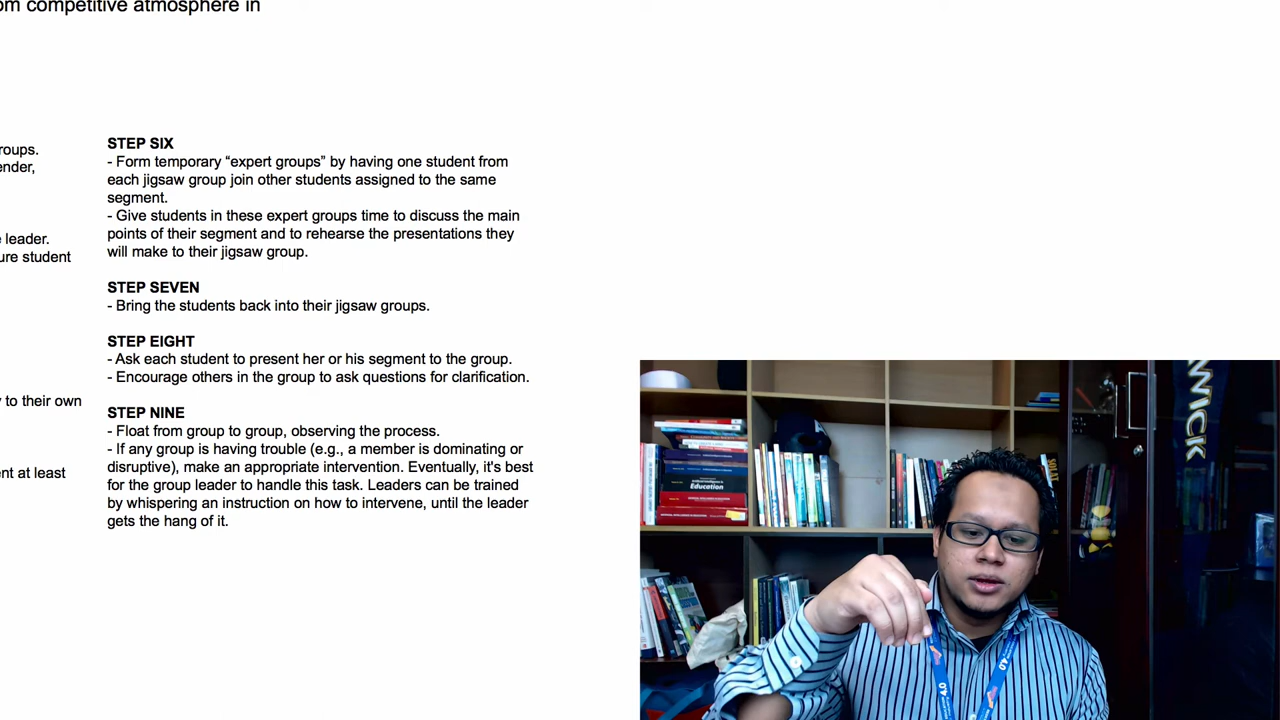 om competitive atmosphere in
roups.
ender,
e leader.
ure student
y to their own
ent at least
STEP SIX
- Form temporary “expert groups” by having one student from
each jigsaw group join other students assigned to the same
segment.
- Give students in these expert groups time to discuss the main
points of their segment and to rehearse the presentations they
will make to their jigsaw group.
STEP SEVEN
- Bring the students back into their jigsaw groups.
STEP EIGHT
- Ask each student to present her or his segment to the group.
- Encourage others in the group to ask questions for clarification.
STEP NINE
- Float from group to group, observing the process.
- If any group is having trouble (e.g., a member is dominating or
disruptive), make an appropriate intervention. Eventually, it's best
for the group leader to handle this task. Leaders can be trained
by whispering an instruction on how to intervene, until the leader
gets the hang of it.
Education
WICK
4.0
4.0